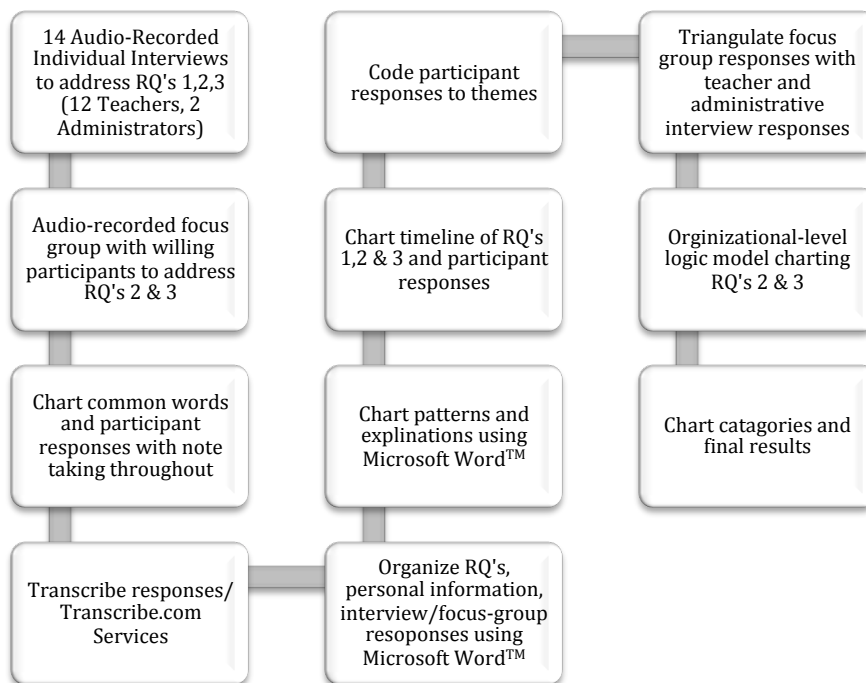 14 Audio-Recorded
Individual Interviews
to address RQ's 1,2,3
(12 Teachers, 2
Administrators)
Audio-recorded focus
group with willing
participants to address
RQ's 2 & 3
Chart common words
and participant
responses with note
taking throughout
Transcribe responses/
Transcribe.com
Services
Organize RQ's,
personal information,
interview/focus-group
resoponses using
Microsoft Word™
Chart patterns and
explinations using
Microsoft Word™
Chart timeline of RQ's
1,2 & 3 and participant
responses
Code participant
responses to themes
Triangulate focus
group responses with
teacher and
administrative
interview responses
Orginizational-level
logic model charting
RQ's 2 & 3
Chart catagories and
final results